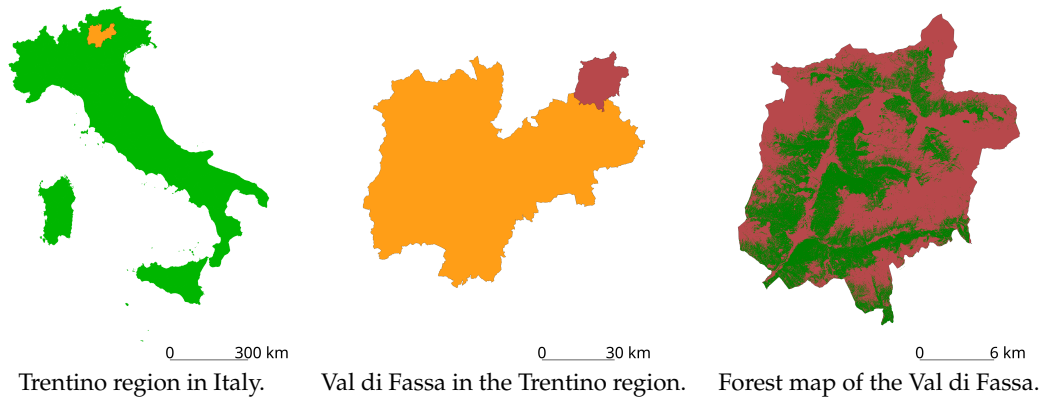 0 300 km
0 30 km
0 6 km
Trentino region in Italy.
Val di Fassa in the Trentino region.
Forest map of the Val di Fassa.